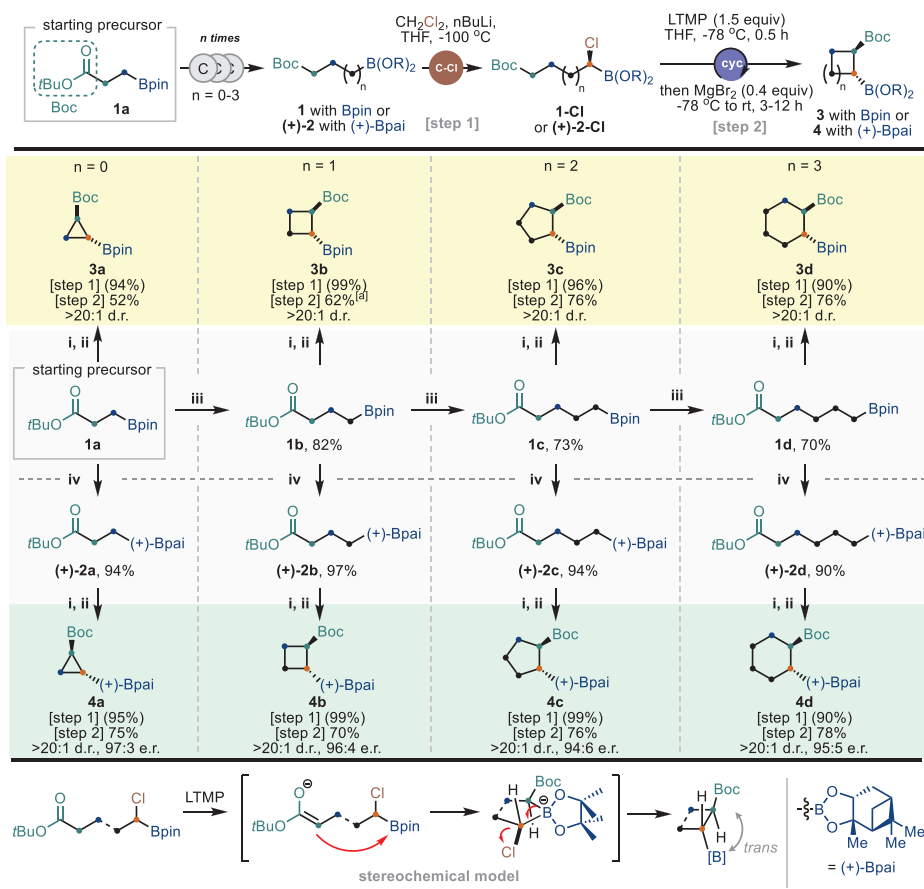 starting precursor
O
tBuO
Bpin
Boc
1a
n times
C C C
n = 0-3
Boc
B(OR)2
n
1 with Bpin or
(+)-2 with (+)-Bpai
CH2Cl2, nBuLi,
THF, -100 oC
C-Cl
[step 1]
Cl
Boc
n
B(OR)2
1-Cl
or (+)-2-Cl
LTMP (1.5 equiv)
THF, -78 oC, 0.5 h
cyc
then MgBr2 (0.4 equiv)
-78 oC to rt, 3-12 h
[step 2]
Boc
n
B(OR)2
3 with Bpin or
4 with (+)-Bpai
n = 0 n = 1 n = 2 n = 3
Boc Boc Boc Boc
Bpin Bpin Bpin Bpin
3a 3b 3c 3d
[step 1] (94%) [step 1] (99%) [step 1] (96%) [step 1] (90%)
[step 2] 52% [step 2] 62%[a] [step 2] 76% [step 2] 76%
>20:1 d.r. >20:1 d.r. >20:1 d.r. >20:1 d.r.
i, ii i, ii i, ii i, ii
starting precursor
O O O O
iii iii iii
tBuO Bpin tBuO Bpin tBuO Bpin tBuO Bpin
1a 1b, 82% 1c, 73% 1d, 70%
iv iv iv iv
O O O O
tBuO (+)-Bpai tBuO (+)-Bpai tBuO (+)-Bpai tBuO (+)-Bpai
(+)-2a, 94% (+)-2b, 97% (+)-2c, 94% (+)-2d, 90%
i, ii i, ii i, ii i, ii
Boc Boc Boc Boc
(+)-Bpai (+)-Bpai (+)-Bpai (+)-Bpai
4a 4b 4c 4d
[step 1] (95%) [step 1] (99%) [step 1] (99%) [step 1] (90%)
[step 2] 75% [step 2] 70% [step 2] 76% [step 2] 78%
>20:1 d.r., 97:3 e.r. >20:1 d.r., 96:4 e.r. >20:1 d.r., 94:6 e.r. >20:1 d.r., 95:5 e.r.
O
Cl
tBuO
Bpin
LTMP
O
⊖
Cl
tBuO
Bpin
H
Boc
⊖
B
O
O
H
Cl
stereochemical model
H
Boc
H
[B]
trans
B
O
O
Me
Me
Me
= (+)-Bpai